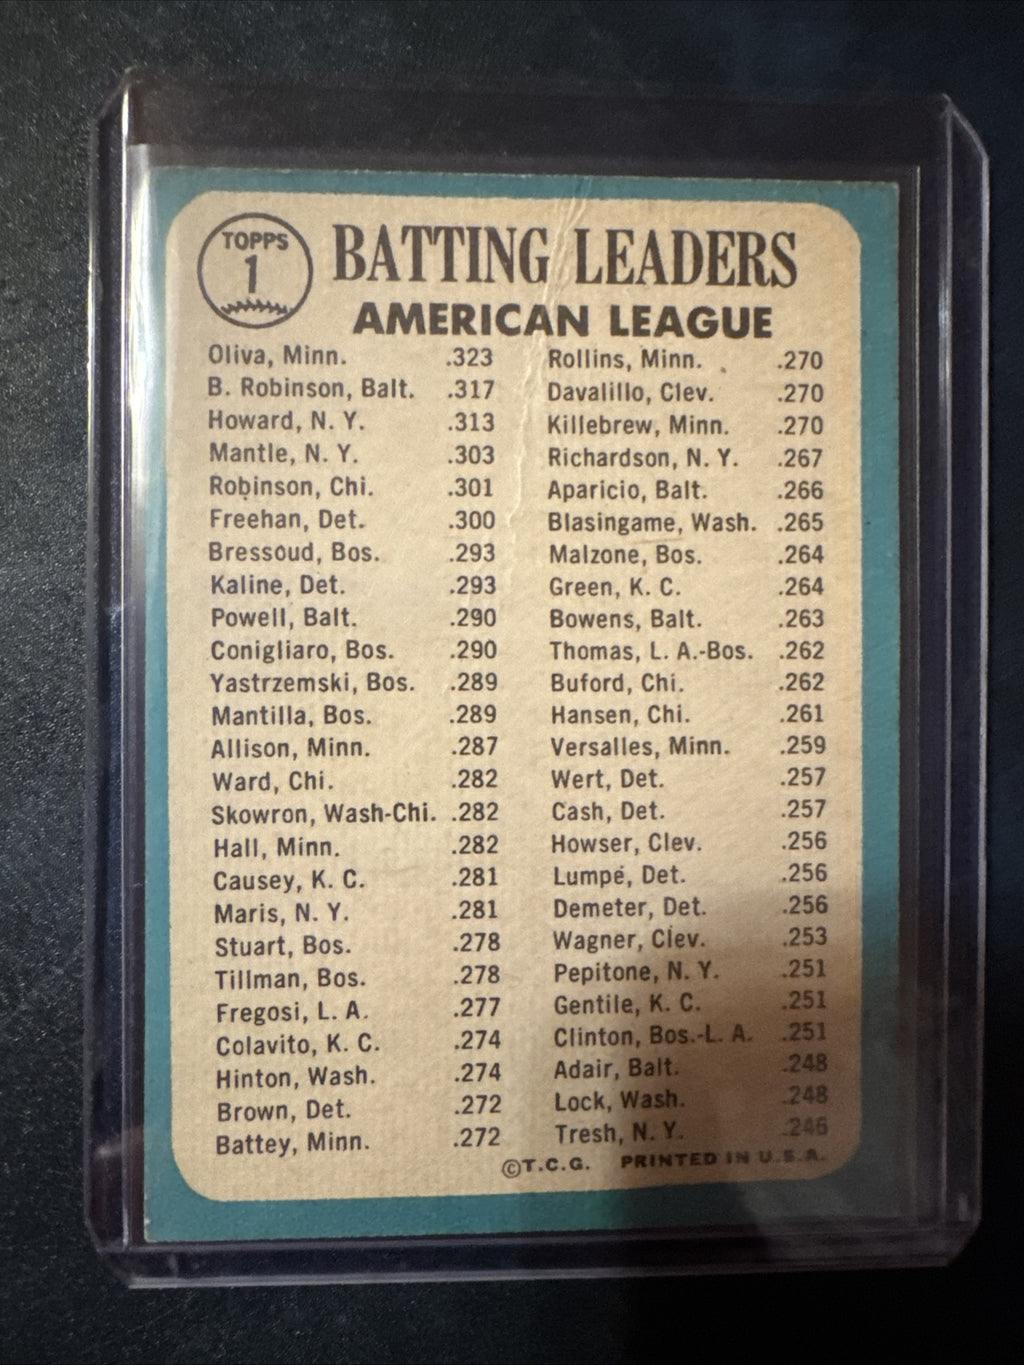 TOPPS
1
BATTING LEADERS
AMERICAN LEAGUE
Oliva, Minn. .323
B. Robinson, Balt. .317
Howard, N. Y. .313
Mantle, N. Y. .303
Robinson, Chi. .301
Freehan, Det. .300
Bressoud, Bos. .293
Kaline, Det. .293
Powell, Balt. .290
Conigliaro, Bos. .290
Yastrzemski, Bos. .289
Mantilla, Bos. .289
Allison, Minn. .287
Ward, Chi. .282
Skowron, Wash-Chi. .282
Hall, Minn. .282
Causey, K. C. .281
Maris, N. Y. .281
Stuart, Bos. .278
Tillman, Bos. .278
Fregosi, L. A. .277
Colavito, K. C. .274
Hinton, Wash. .274
Brown, Det. .272
Battey, Minn. .272
Rollins, Minn. .270
Davalillo, Clev. .270
Killebrew, Minn. .270
Richardson, N. Y. .267
Aparicio, Balt. .266
Blasingame, Wash. .265
Malzone, Bos. .264
Green, K. C. .264
Bowens, Balt. .263
Thomas, L. A.-Bos. .262
Buford, Chi. .262
Hansen, Chi. .261
Versalles, Minn. .259
Wert, Det. .257
Cash, Det. .257
Howser, Clev. .256
Lumpe, Det. .256
Demeter, Det. .256
Wagner, Clev. .253
Pepitone, N. Y. .251
Gentile, K. C. .251
Clinton, Bos.-L. A. .251
Adair, Balt. .248
Lock, Wash. .248
Tresh, N. Y. .246
©T.C.G. PRINTED IN U.S.A.